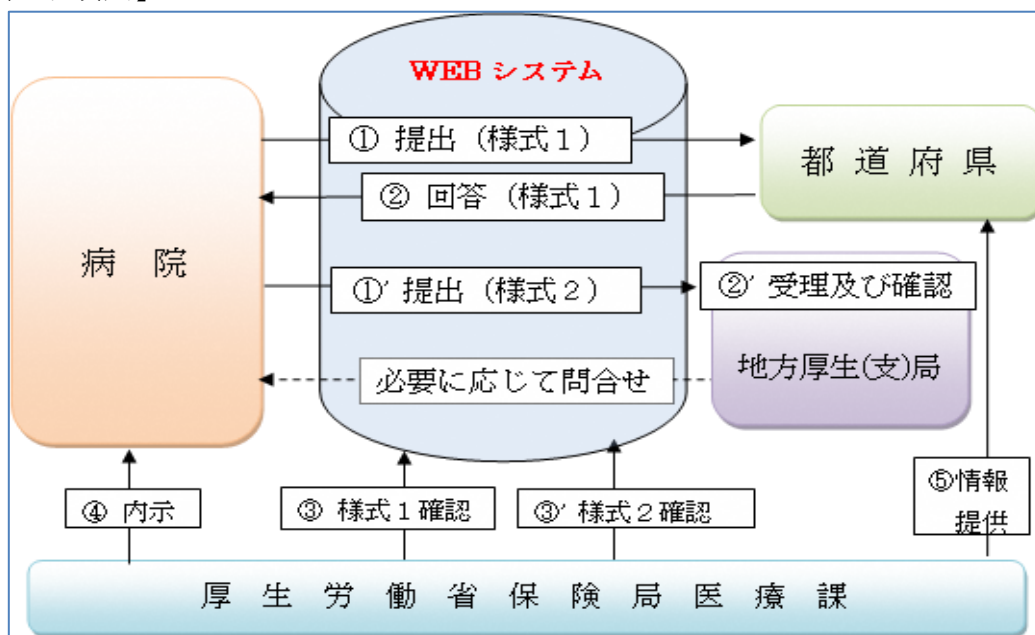 WEBシステム
① 提出（様式１）
都道府県
② 回答（様式１）
病院
①’ 提出（様式２）
②’ 受理及び確認
地方厚生(支)局
必要に応じて問合せ
④ 内示
③ 様式１確認
③’ 様式２確認
⑤情報
提供
厚生労働省保険局医療課